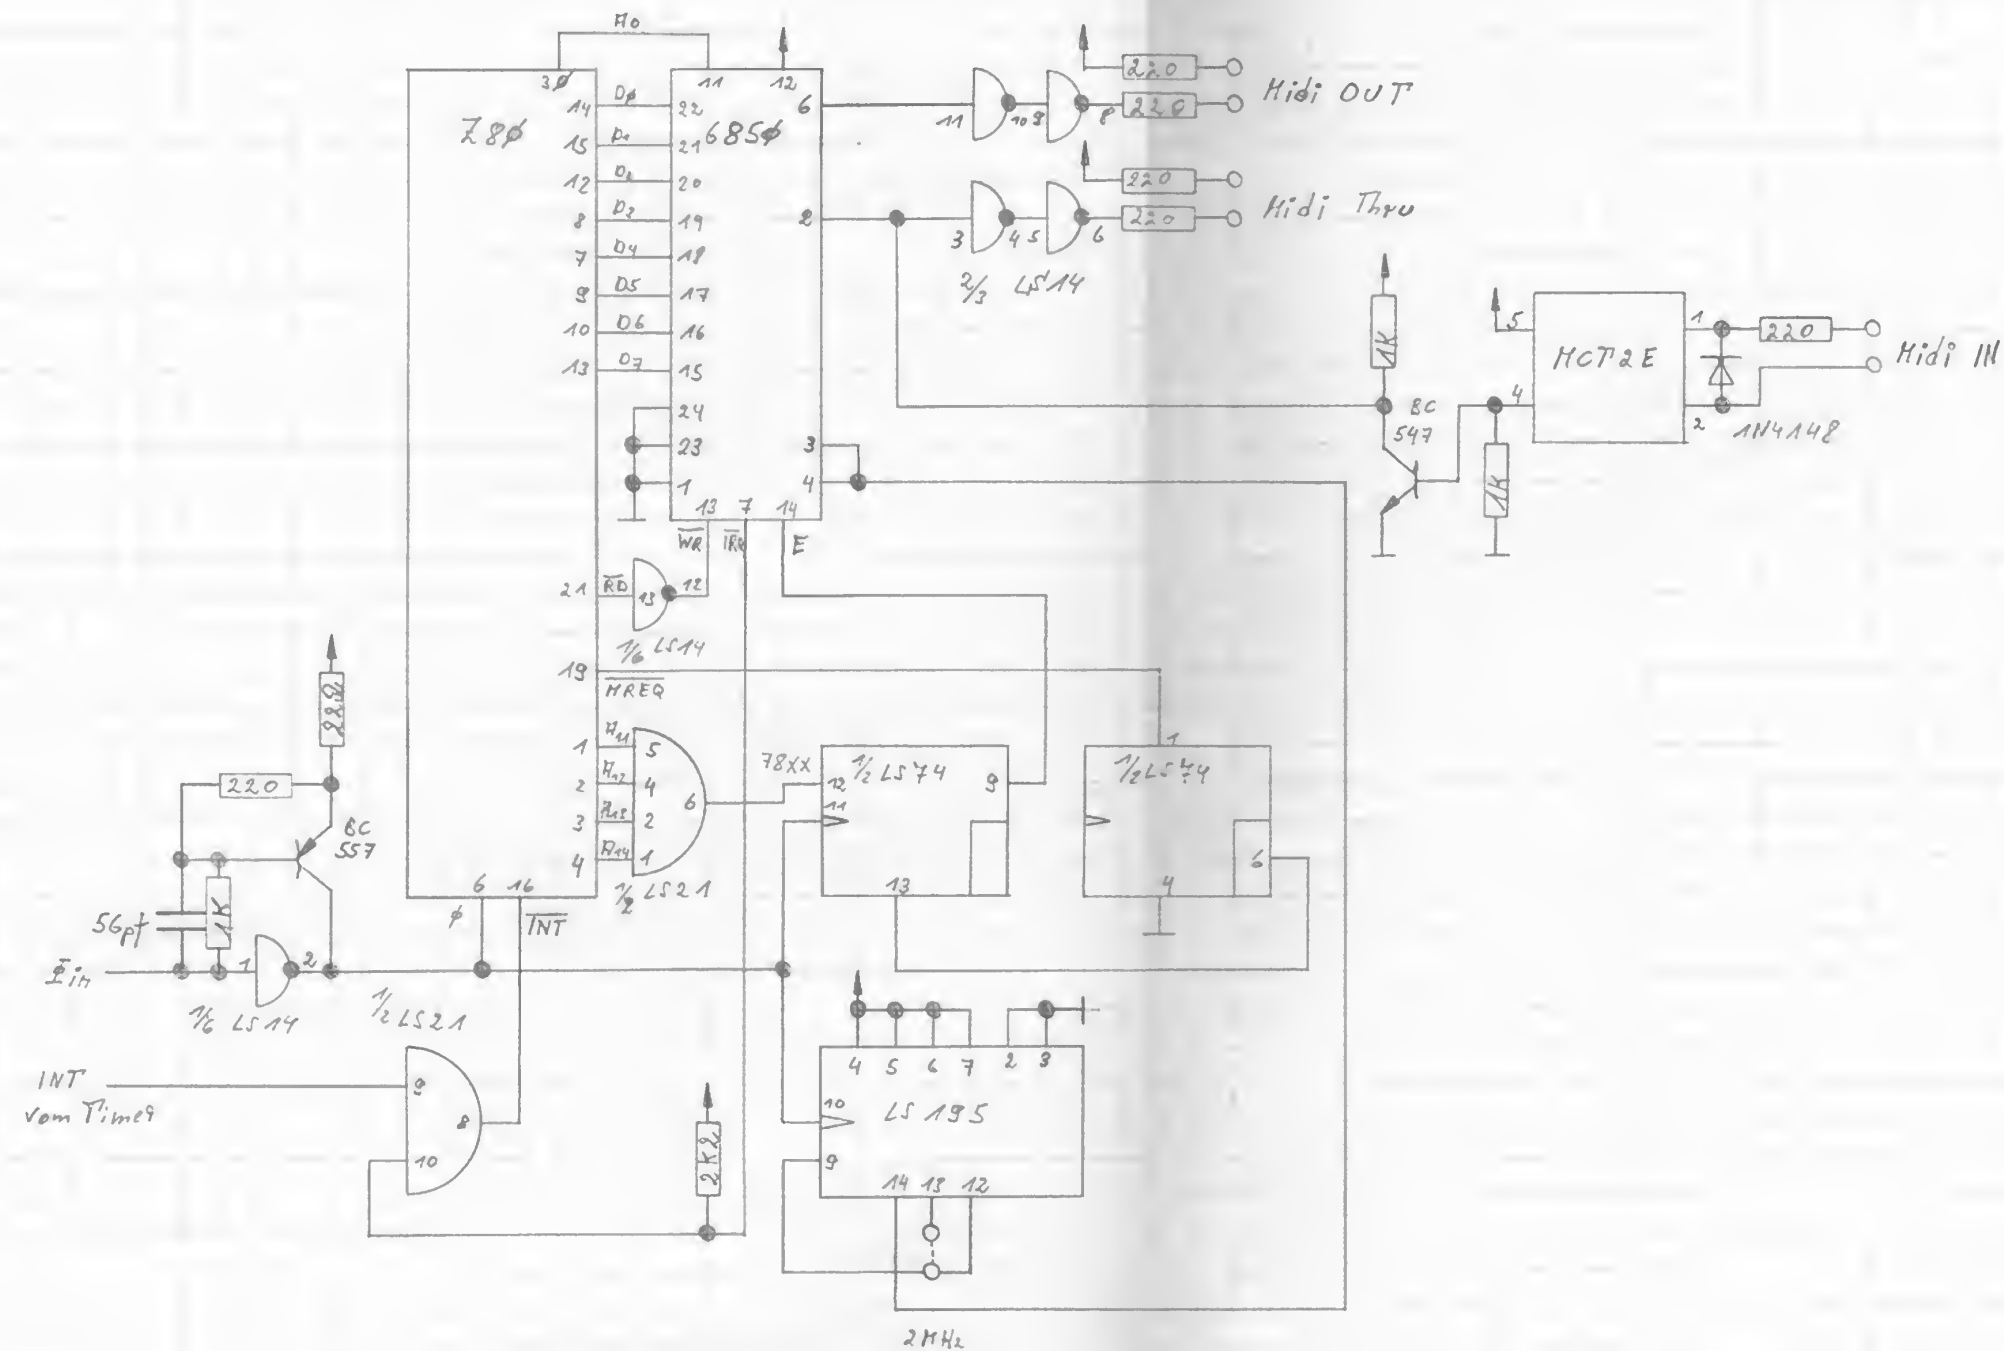 A0
3Ø
11
12
14 D0 22
6
Z8Ø
685Ø
15 D1 21
12 D2 20
8 D3 19
7 D4 18
9 D5 17
10 D6 16
13 D7 15
24
23
1
2
3
4
13 7 14
WR IRQ E
11 10 9 8
220
220
Midi OUT
3 4 5 6
220
220
Midi Thru
2/3 LS14
1K
BC
547
1K
5
4
MCT2E
1
2
220
Midi IN
1N4148
21 RD 13 12
1/6 LS14
19
MREQ
1 A11 5
2 A12 4
3 A13 2
4 A14 1
6
1/2 LS21
78XX
12
11
1/2 LS74
9
13
1
1/2 LS74
6
4
22Ω
220
BC
557
56pf
1K
Φin
1 2
1/6 LS14
6 16
φ
INT
1/2 LS21
INT
vom Timer
9
10
8
2K2
4 5 6 7 2 3
10
LS195
9
14 13 12
2MHz